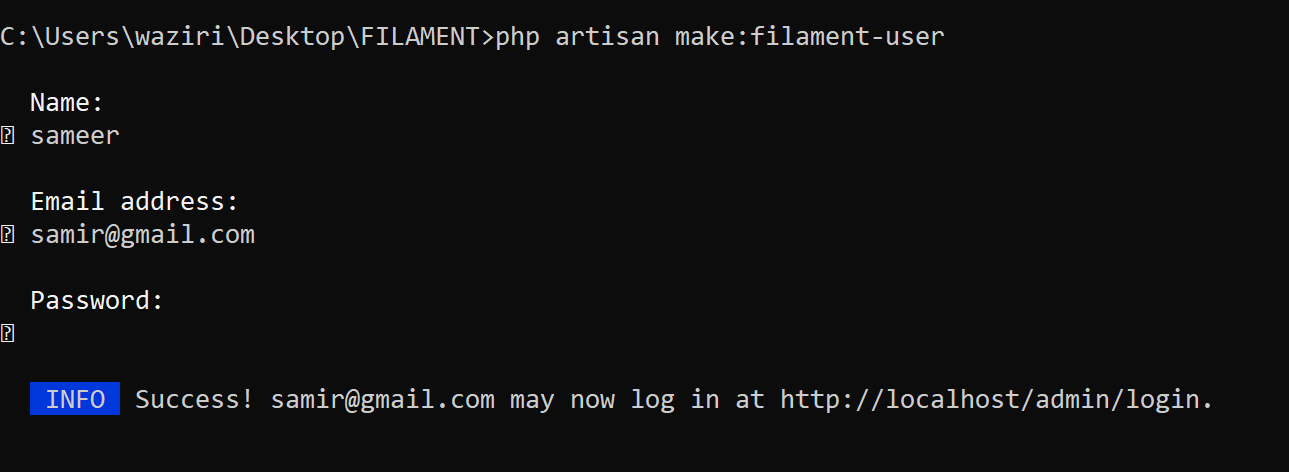 C:\Users\waziri\Desktop\FILAMENT>php artisan make:filament-user
Name:
⍰ sameer
Email address:
⍰ samir@gmail.com
Password:
⍰
INFO Success! samir@gmail.com may now log in at http://localhost/admin/login.